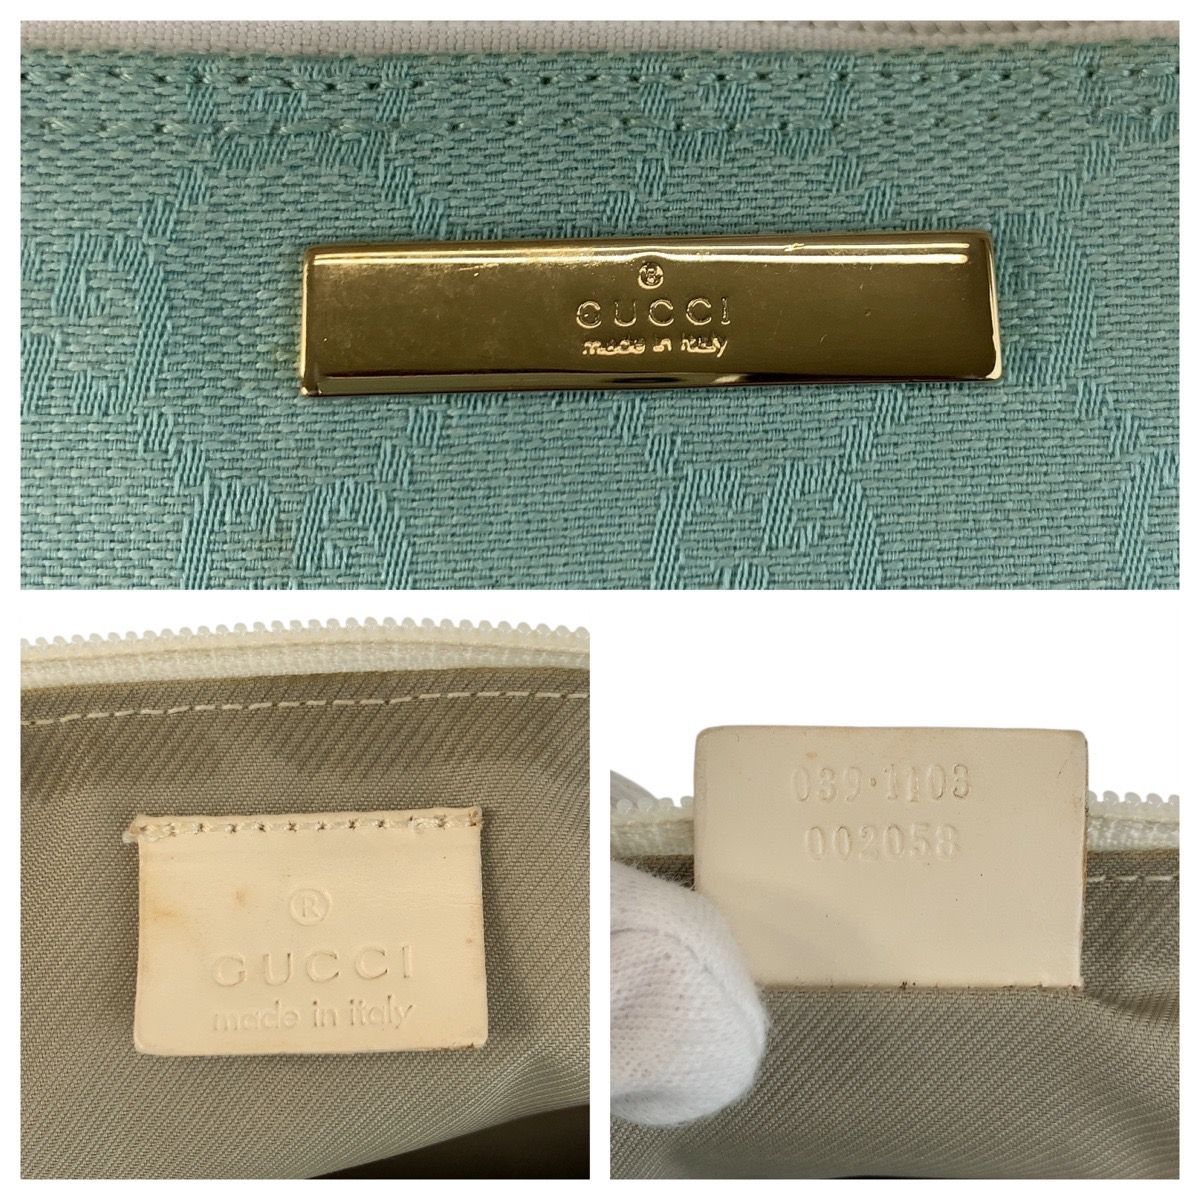 ®
GUCCI
made in italy
®
GUCCI
made in italy
039·1103
002058